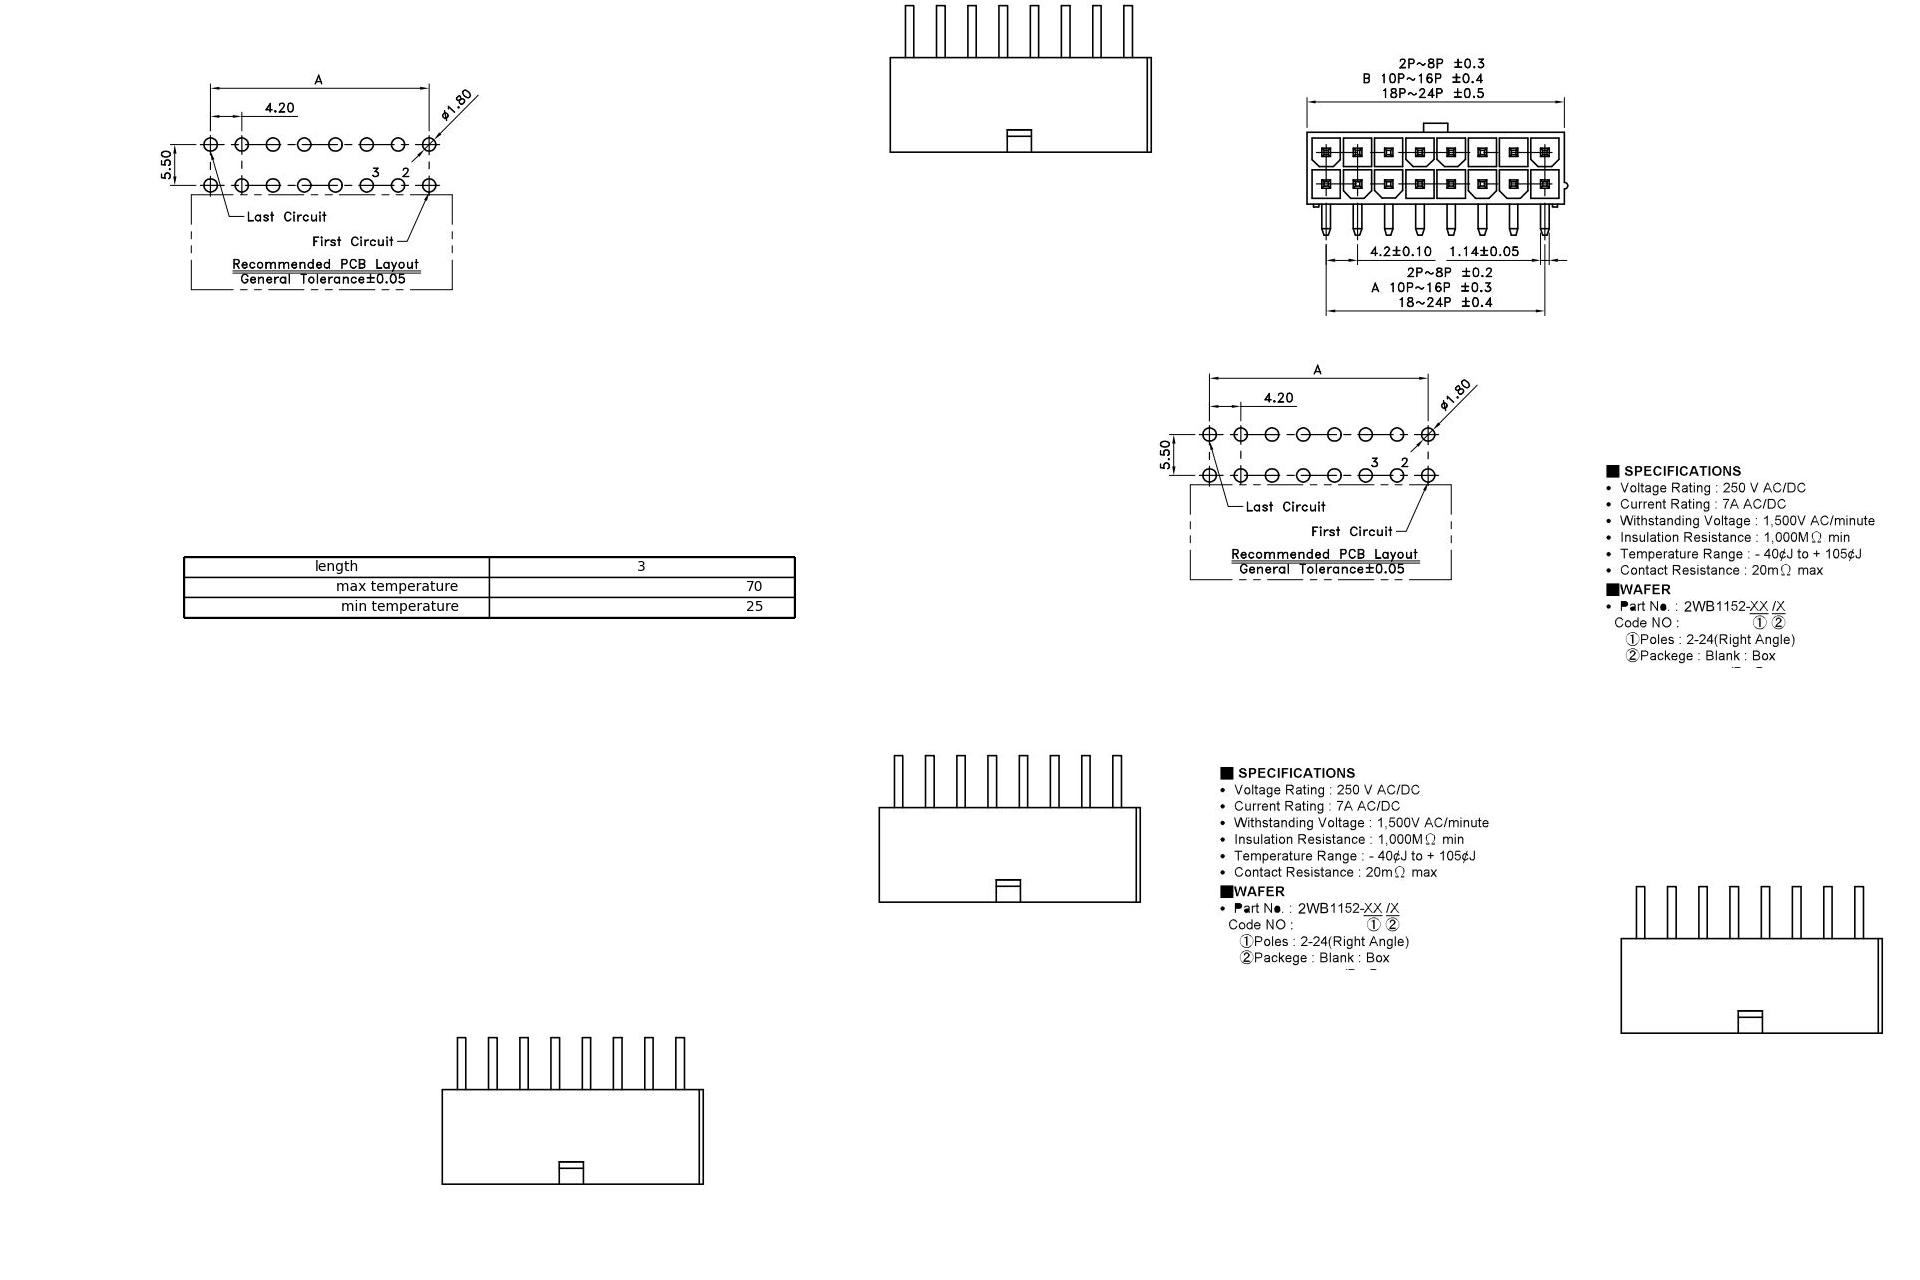 A
4.20
ø1.80
5.50
3 2
Last Circuit
First Circuit
Recommended PCB Layout
General Tolerance±0.05
2P~8P ±0.3
B 10P~16P ±0.4
18P~24P ±0.5
4.2±0.10 1.14±0.05
2P~8P ±0.2
A 10P~16P ±0.3
18~24P ±0.4
A
4.20
ø1.80
5.50
3 2
Last Circuit
First Circuit
Recommended PCB Layout
General Tolerance±0.05
■ SPECIFICATIONS
• Voltage Rating : 250 V AC/DC
• Current Rating : 7A AC/DC
• Withstanding Voltage : 1,500V AC/minute
• Insulation Resistance : 1,000MΩ min
• Temperature Range : - 40¢J to + 105¢J
• Contact Resistance : 20mΩ max
■WAFER
• Part No. : 2WB1152-XX /X
Code NO : ① ②
①Poles : 2-24(Right Angle)
②Packege : Blank : Box
length 3
max temperature 70
min temperature 25
■ SPECIFICATIONS
• Voltage Rating : 250 V AC/DC
• Current Rating : 7A AC/DC
• Withstanding Voltage : 1,500V AC/minute
• Insulation Resistance : 1,000MΩ min
• Temperature Range : - 40¢J to + 105¢J
• Contact Resistance : 20mΩ max
■WAFER
• Part No. : 2WB1152-XX /X
Code NO : ① ②
①Poles : 2-24(Right Angle)
②Packege : Blank : Box